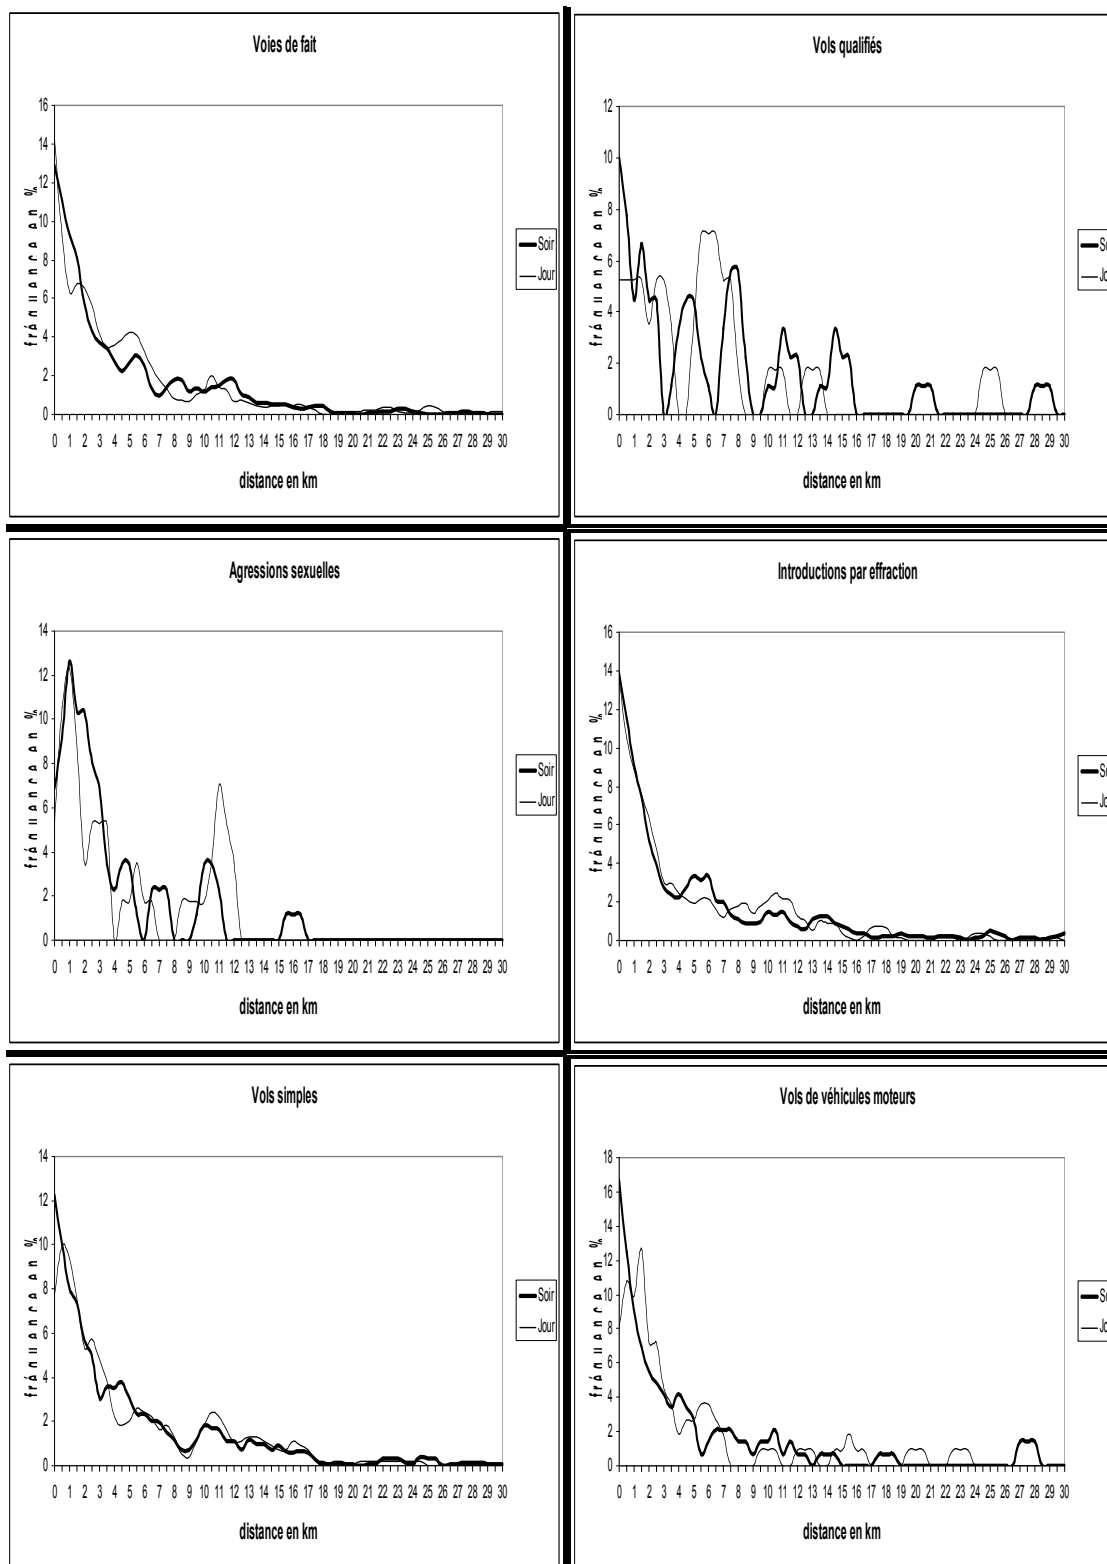 Voies de fait
16
14
12
10
8
6
4
2
0
0 1 2 3 4 5 6 7 8 9 10 11 12 13 14 15 16 17 18 19 20 21 22 23 24 25 26 27 28 29 30
distance en km
Soir
Jour
Vols qualifiés
12
10
8
6
4
2
0
0 1 2 3 4 5 6 7 8 9 10 11 12 13 14 15 16 17 18 19 20 21 22 23 24 25 26 27 28 29 30
distance en km
Agressions sexuelles
14
12
10
8
6
4
2
0
0 1 2 3 4 5 6 7 8 9 10 11 12 13 14 15 16 17 18 19 20 21 22 23 24 25 26 27 28 29 30
distance en km
Soir
Jour
Introductions par effraction
16
14
12
10
8
6
4
2
0
0 1 2 3 4 5 6 7 8 9 10 11 12 13 14 15 16 17 18 19 20 21 22 23 24 25 26 27 28 29 30
distance en km
Vols simples
14
12
10
8
6
4
2
0
0 1 2 3 4 5 6 7 8 9 10 11 12 13 14 15 16 17 18 19 20 21 22 23 24 25 26 27 28 29 30
distance en km
Soir
Jour
Vols de véhicules moteurs
18
16
14
12
10
8
6
4
2
0
0 1 2 3 4 5 6 7 8 9 10 11 12 13 14 15 16 17 18 19 20 21 22 23 24 25 26 27 28 29 30
distance en km